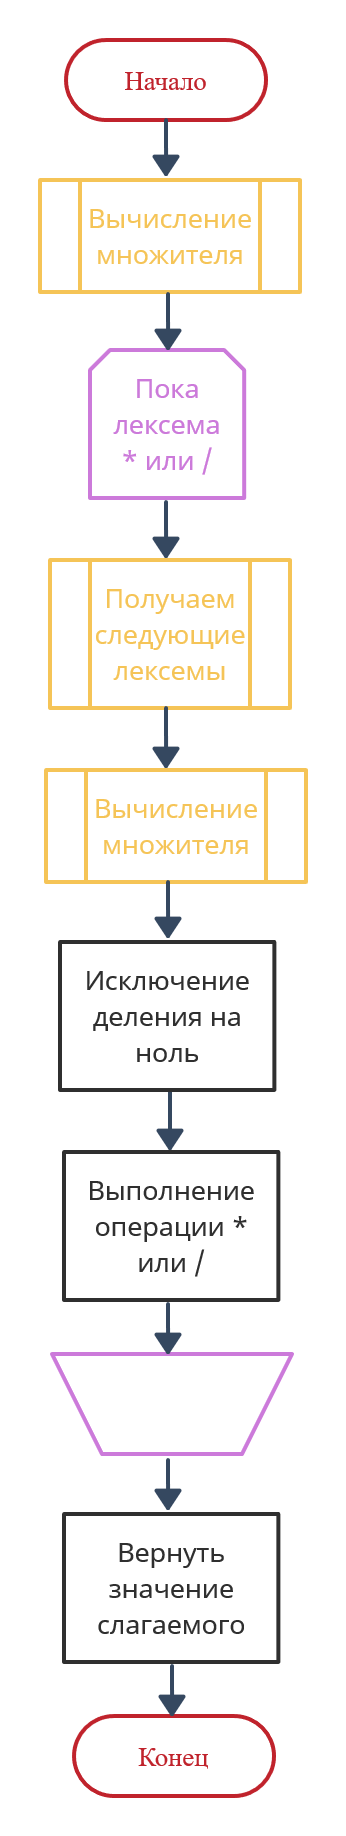 Начало
Вычисление
множителя
Пока
лексема
* или /
Получаем
следующие
лексемы
Вычисление
множителя
Исключение
деления на
ноль
Выполнение
операции *
или /
Вернуть
значение
слагаемого
Конец